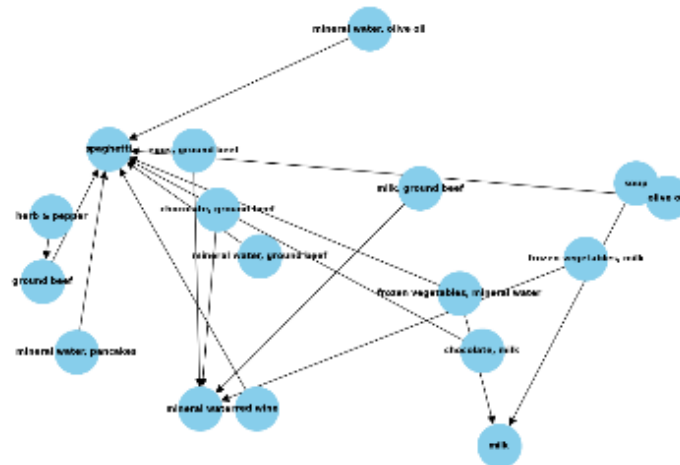 mineral water, olive oil
spaghetti
eggs, ground beef
milk, ground beef
soup
olive oil
herb & pepper
chocolate, ground beef
mineral water, ground beef
frozen vegetables, milk
ground beef
frozen vegetables, mineral water
mineral water, pancakes
chocolate, milk
mineral water
red wine
milk